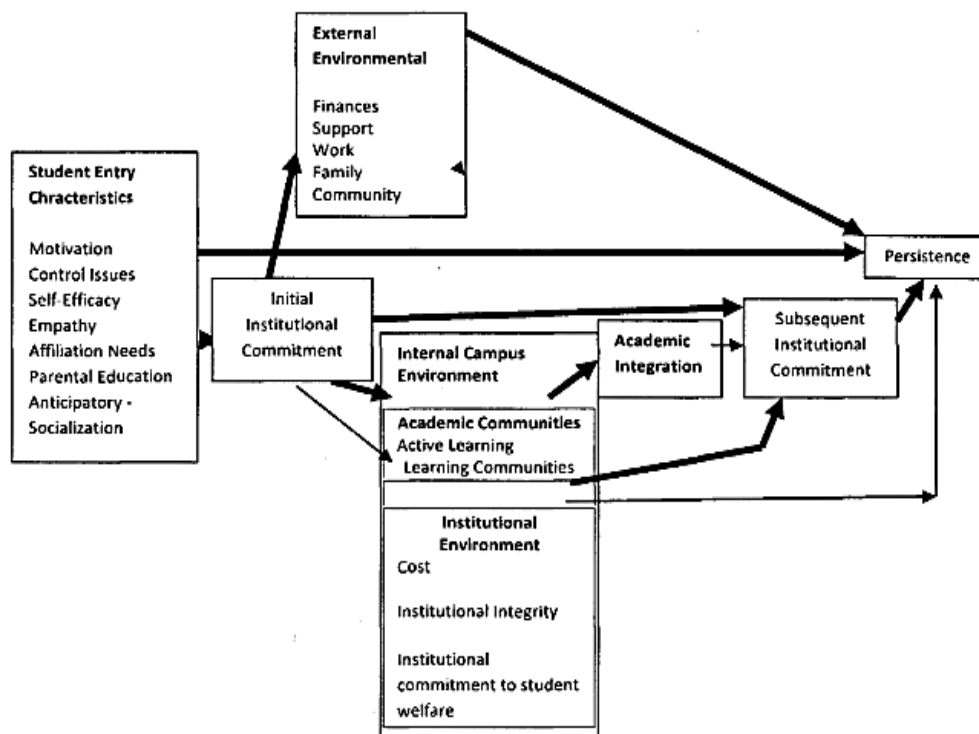 External
Environmental
Finances
Support
Work
Family
Community
Student Entry
Chracteristics
Motivation
Control Issues
Self-Efficacy
Empathy
Affiliation Needs
Parental Education
Anticipatory -
Socialization
Initial
Institutional
Commitment
Internal Campus
Environment
Academic Communities
Active Learning
Learning Communities
Institutional
Environment
Cost
Institutional Integrity
Institutional
commitment to student
welfare
Academic
Integration
Subsequent
Institutional
Commitment
Persistence